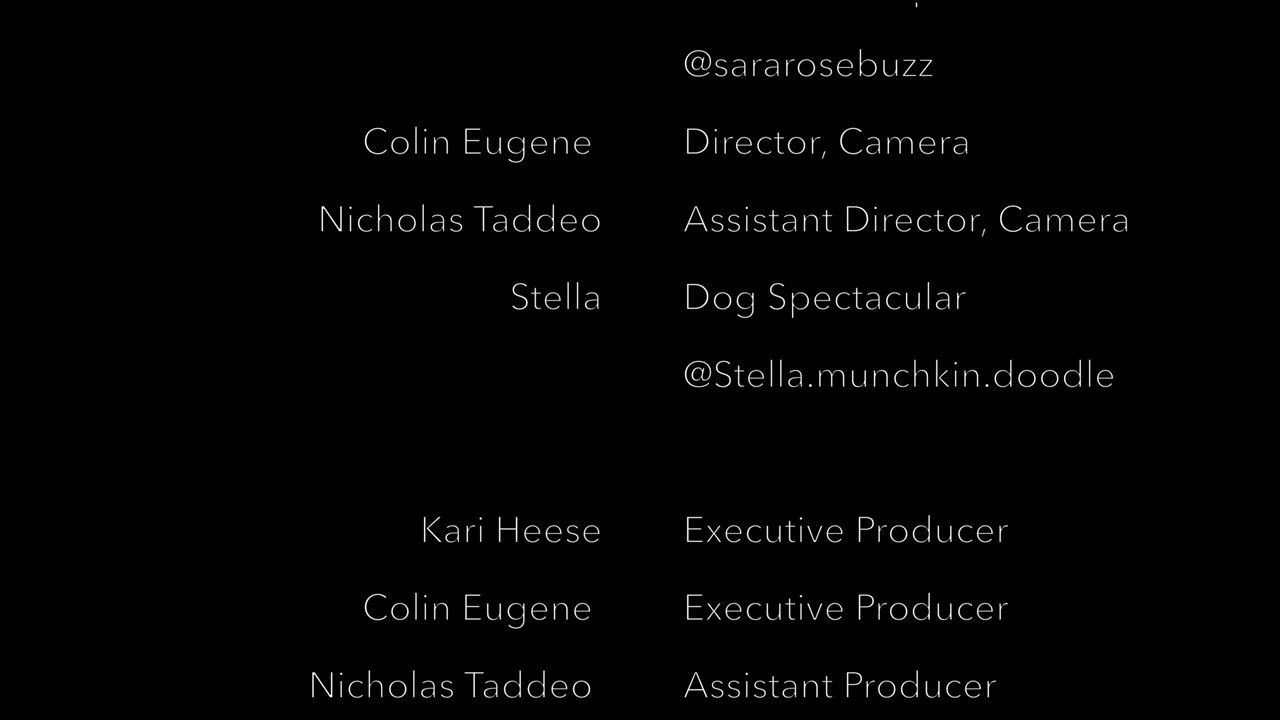 @sararosebuzz
Colin Eugene Director, Camera
Nicholas Taddeo Assistant Director, Camera
Stella Dog Spectacular
@Stella.munchkin.doodle
Kari Heese Executive Producer
Colin Eugene Executive Producer
Nicholas Taddeo Assistant Producer